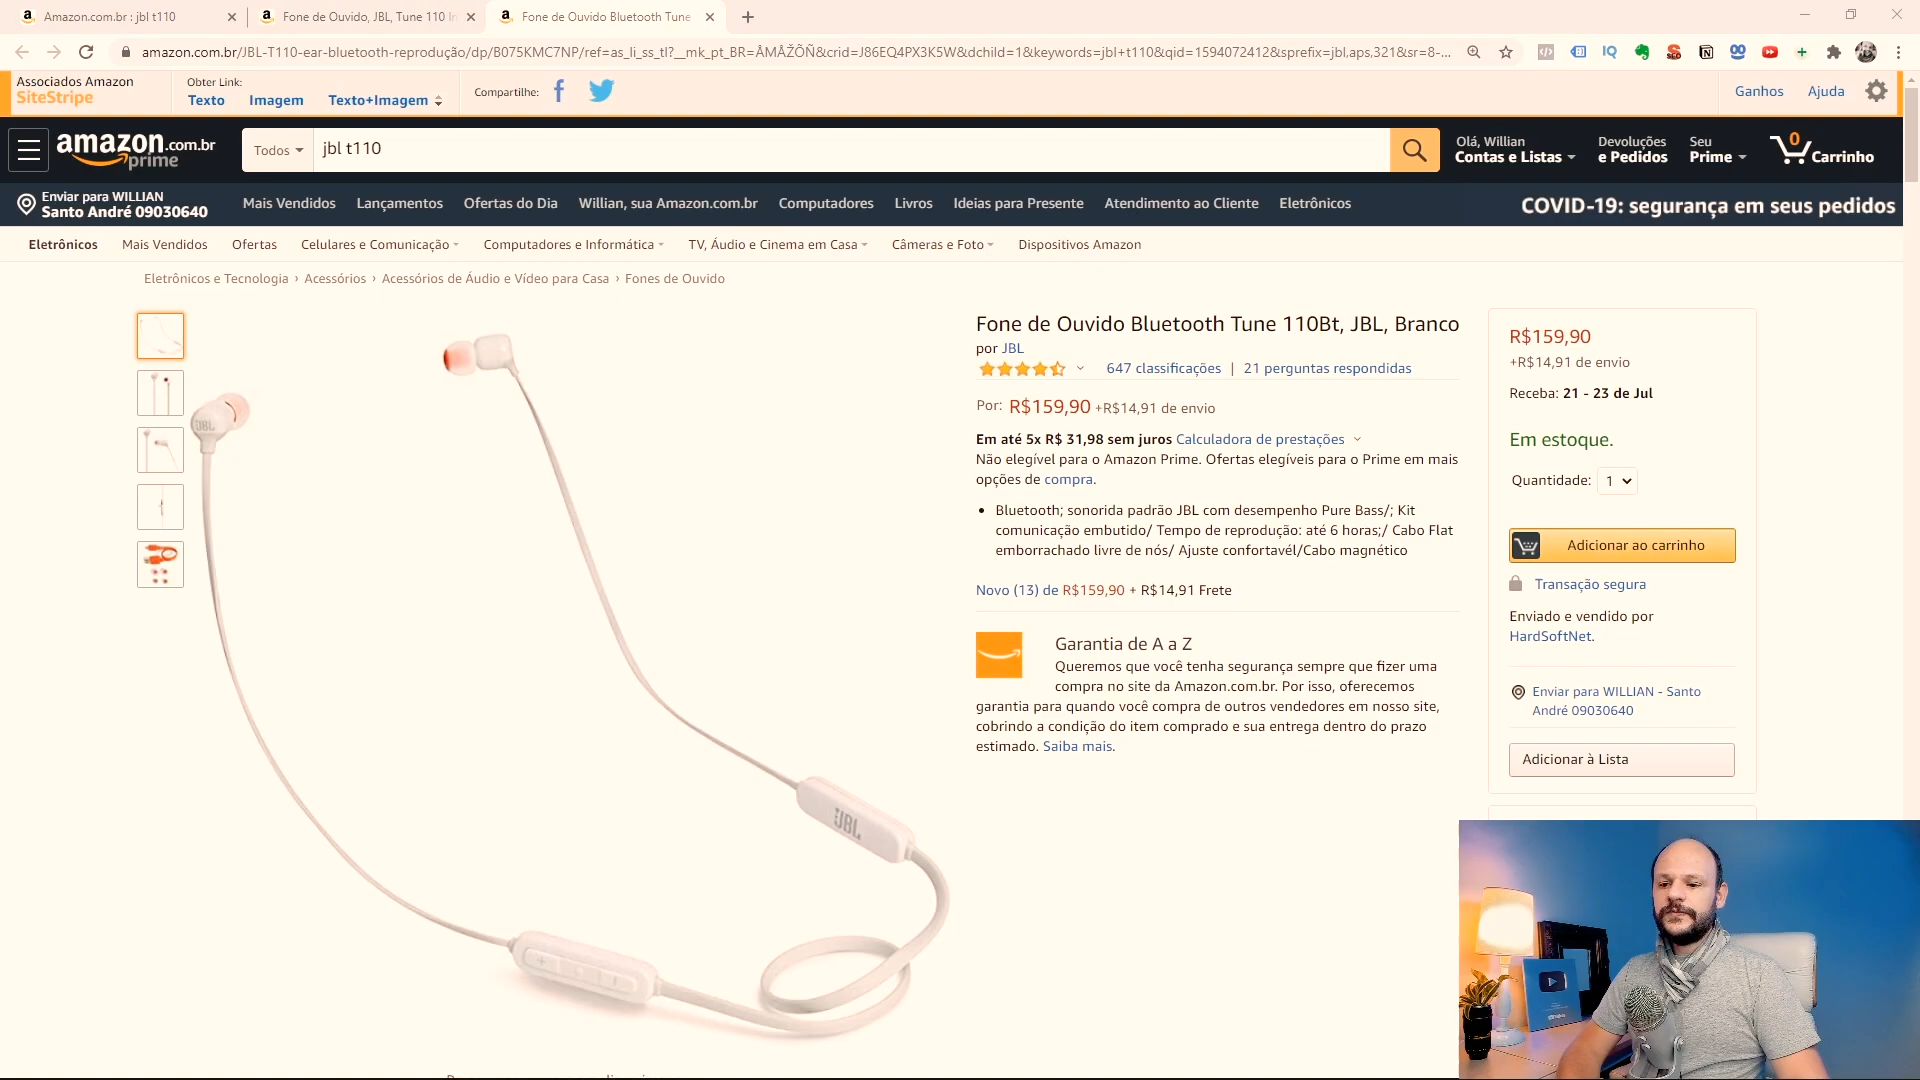 Amazon.com.br : jbl t110
Fone de Ouvido, JBL, Tune 110 In
Fone de Ouvido Bluetooth Tune
amazon.com.br/JBL-T110-ear-bluetooth-reprodução/dp/B075KMC7NP/ref=as_li_ss_tl?__mk_pt_BR=ÅMÅŽÕÑ&crid=J86EQ4PX3K5W&dchild=1&keywords=jbl+t110&qid=1594072412&sprefix=jbl,aps,321&sr=8-...
Associados Amazon
SiteStripe
Obter Link:
Texto Imagem Texto+Imagem
Compartilhe:
Ganhos Ajuda
amazon.com.br
prime
Todos
jbl t110
Olá, Willian
Contas e Listas
Devoluções
e Pedidos
Seu
Prime
0
Carrinho
Enviar para WILLIAN
Santo André 09030640
Mais Vendidos Lançamentos Ofertas do Dia Willian, sua Amazon.com.br Computadores Livros Ideias para Presente Atendimento ao Cliente Eletrônicos
COVID-19: segurança em seus pedidos
Eletrônicos Mais Vendidos Ofertas Celulares e Comunicação Computadores e Informática TV, Áudio e Cinema em Casa Câmeras e Foto Dispositivos Amazon
Eletrônicos e Tecnologia › Acessórios › Acessórios de Áudio e Vídeo para Casa › Fones de Ouvido
JBL
JBL
Fone de Ouvido Bluetooth Tune 110Bt, JBL, Branco
por JBL
647 classificações | 21 perguntas respondidas
Por: R$159,90 +R$14,91 de envio
Em até 5x R$ 31,98 sem juros Calculadora de prestações
Não elegível para o Amazon Prime. Ofertas elegíveis para o Prime em mais
opções de compra.
• Bluetooth; sonorida padrão JBL com desempenho Pure Bass/; Kit
comunicação embutido/ Tempo de reprodução: até 6 horas;/ Cabo Flat
emborrachado livre de nós/ Ajuste confortavél/Cabo magnético
Novo (13) de R$159,90 + R$14,91 Frete
Garantia de A a Z
Queremos que você tenha segurança sempre que fizer uma
compra no site da Amazon.com.br. Por isso, oferecemos
garantia para quando você compra de outros vendedores em nosso site,
cobrindo a condição do item comprado e sua entrega dentro do prazo
estimado. Saiba mais.
R$159,90
+R$14,91 de envio
Receba: 21 - 23 de Jul
Em estoque.
Quantidade: 1
Adicionar ao carrinho
Transação segura
Enviado e vendido por
HardSoftNet.
Enviar para WILLIAN - Santo
André 09030640
Adicionar à Lista